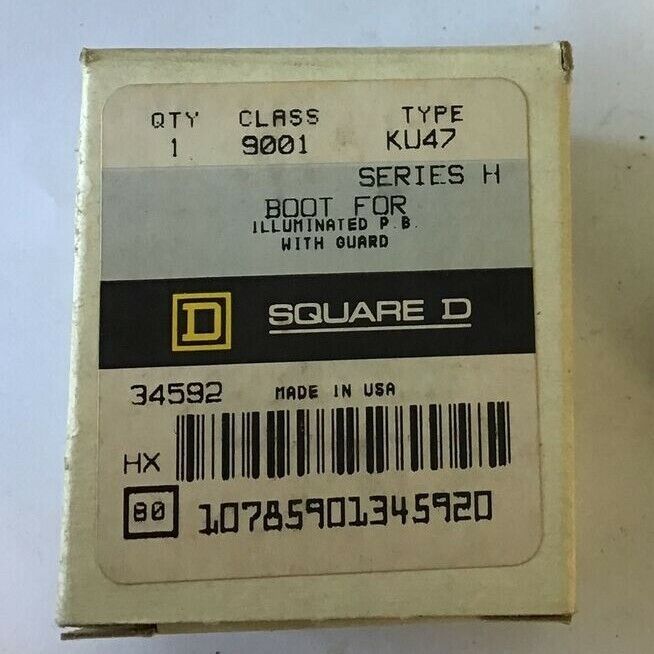 QTY CLASS TYPE
1 9001 KU47
SERIES H
BOOT FOR
ILLUMINATED P.B.
WITH GUARD
D SQUARE D
34592 MADE IN USA
HX
80 10785901345920